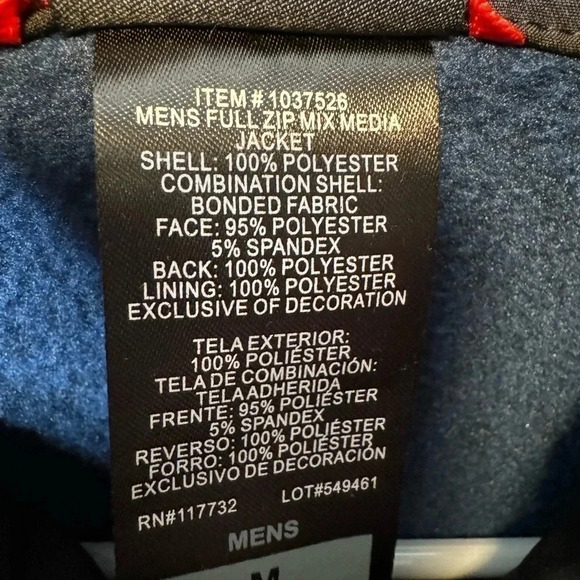 ITEM # 1037526
MENS FULL ZIP MIX MEDIA
JACKET
SHELL: 100% POLYESTER
COMBINATION SHELL:
BONDED FABRIC
FACE: 95% POLYESTER
5% SPANDEX
BACK: 100% POLYESTER
LINING: 100% POLYESTER
EXCLUSIVE OF DECORATION
TELA EXTERIOR:
100% POLIÉSTER
TELA DE COMBINACIÓN:
TELA ADHERIDA
FRENTE: 95% POLIÉSTER
5% SPANDEX
REVERSO: 100% POLIÉSTER
FORRO: 100% POLIÉSTER
EXCLUSIVO DE DECORACIÓN
RN#117732 LOT#549461
MENS
M